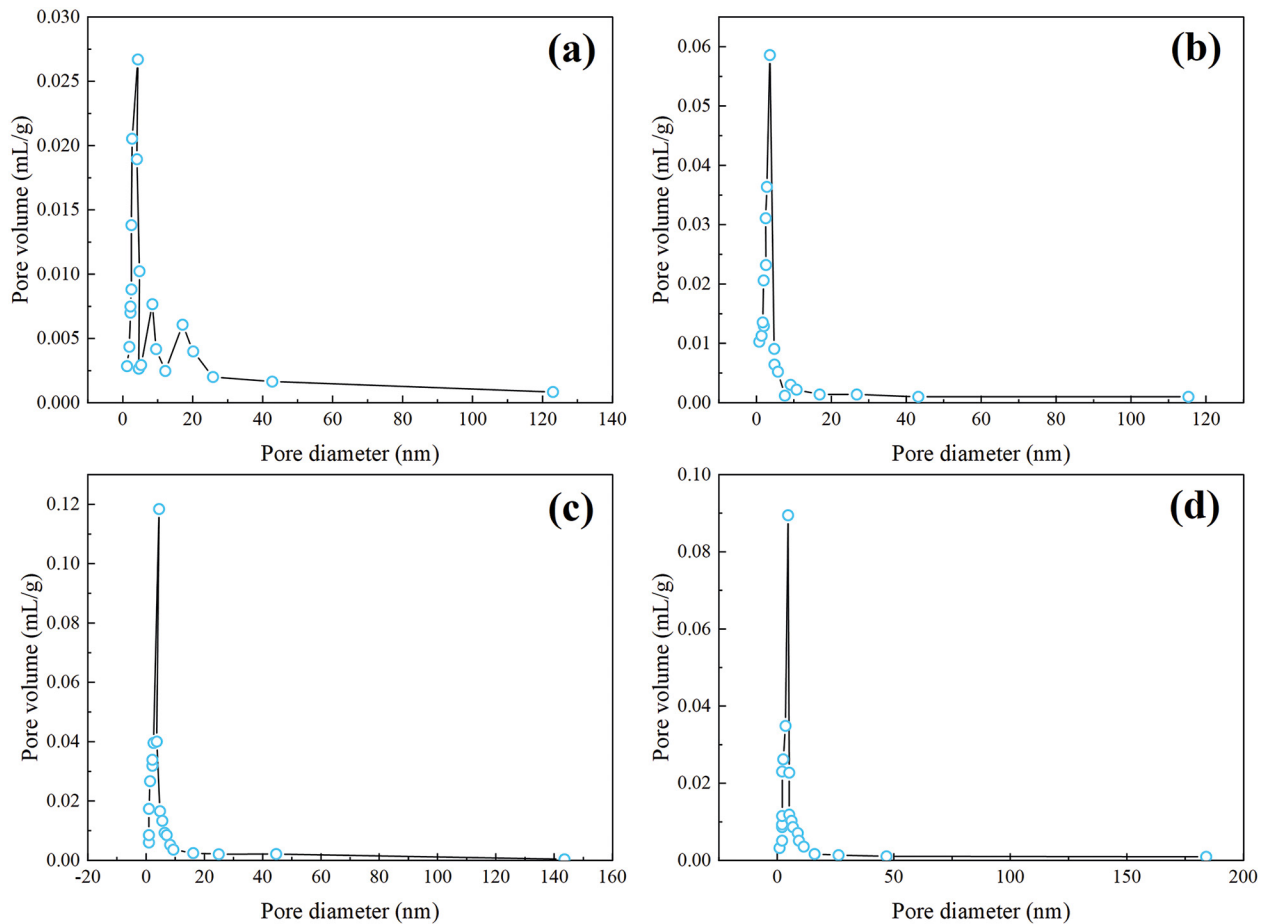 (a)
Pore volume (mL/g)
0.030
0.025
0.020
0.015
0.010
0.005
0.000
0 20 40 60 80 100 120 140
Pore diameter (nm)
(b)
Pore volume (mL/g)
0.06
0.05
0.04
0.03
0.02
0.01
0.00
0 20 40 60 80 100 120
Pore diameter (nm)
(c)
Pore volume (mL/g)
0.12
0.10
0.08
0.06
0.04
0.02
0.00
-20 0 20 40 60 80 100 120 140 160
Pore diameter (nm)
(d)
Pore volume (mL/g)
0.10
0.08
0.06
0.04
0.02
0.00
-25 0 50 100 150 200
Pore diameter (nm)